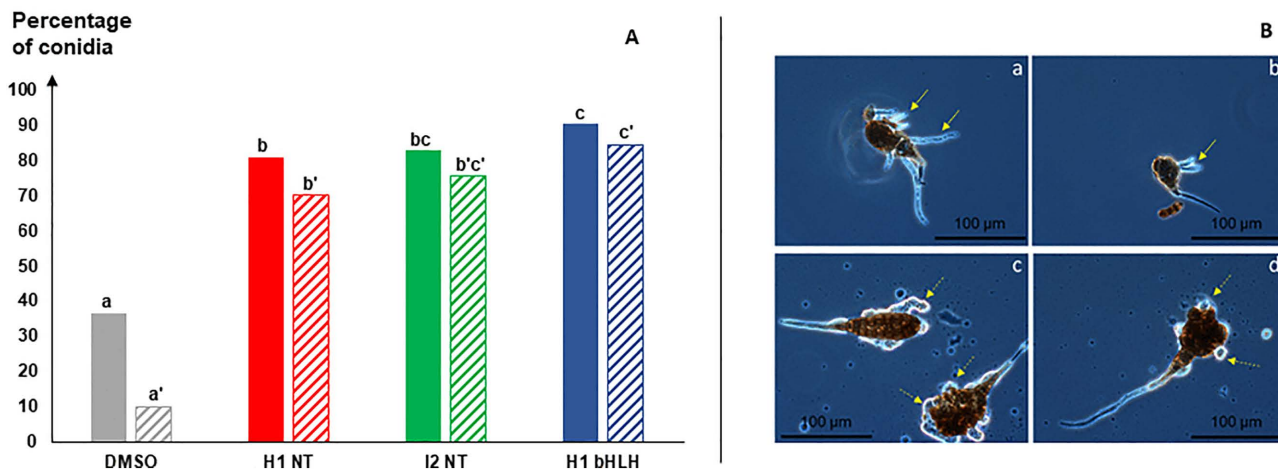 Percentage
of conidia
A
100
90
80
70
60
50
40
30
20
10
0
a
a'
b
b'
bc
b'c'
c
c'
DMSO
H1 NT
I2 NT
H1 bHLH
B
a
100 µm
b
100 µm
c
100 µm
d
100 µm